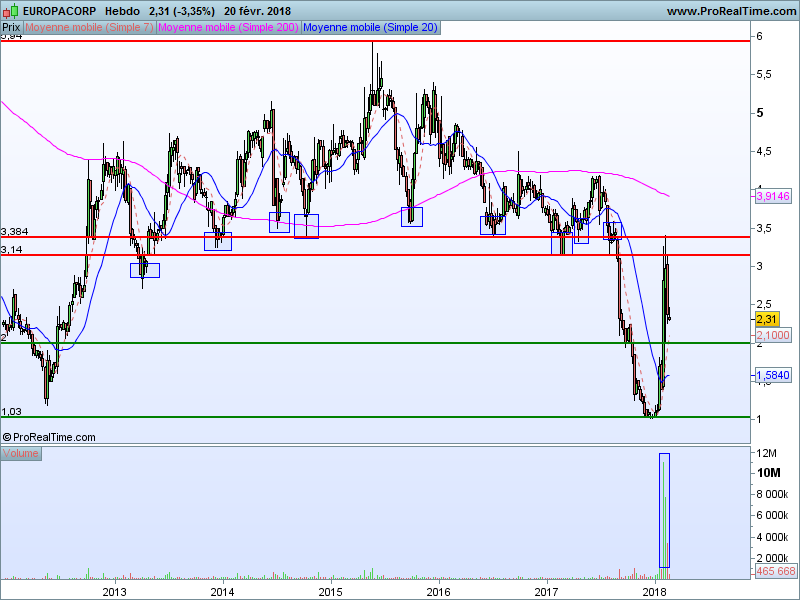 EUROPACORP Hebdo 2,31 (-3,35%) 20 févr. 2018 www.ProRealTime.com
Prix Moyenne mobile (Simple 7) Moyenne mobile (Simple 200) Moyenne mobile (Simple 20)
5,94
6
5,5
5
4,5
4
3,9146
3,5
3,384
3,14
3
2,5
2,31
2,1000
2
2
1,5840
1,03
1
©ProRealTime.com
Volume
12M
10M
8 000k
6 000k
4 000k
2 000k
465 668
2013 2014 2015 2016 2017 2018